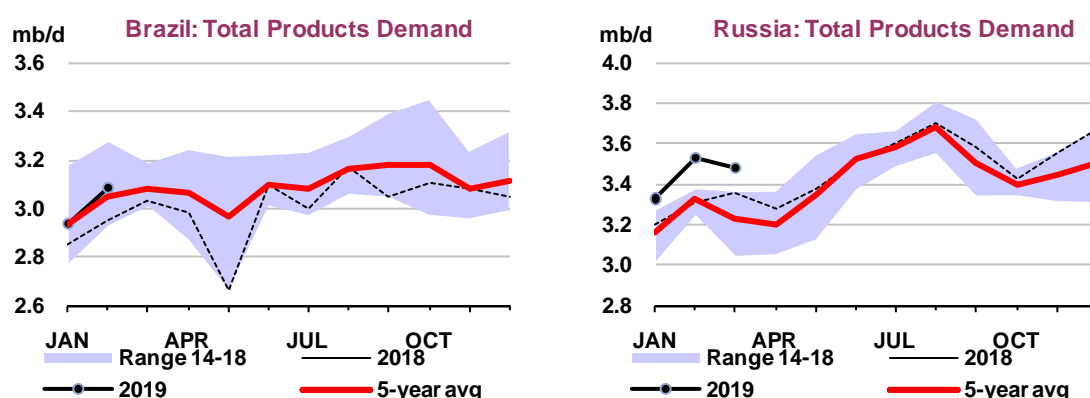 Brazil: Total Products Demand
mb/d
3.6
3.4
3.2
3.0
2.8
2.6
JAN APR JUL OCT
Range 14-18 2018
2019 5-year avg
Russia: Total Products Demand
mb/d
4.0
3.8
3.6
3.4
3.2
3.0
2.8
JAN APR JUL OCT
Range 14-18 2018
2019 5-year avg